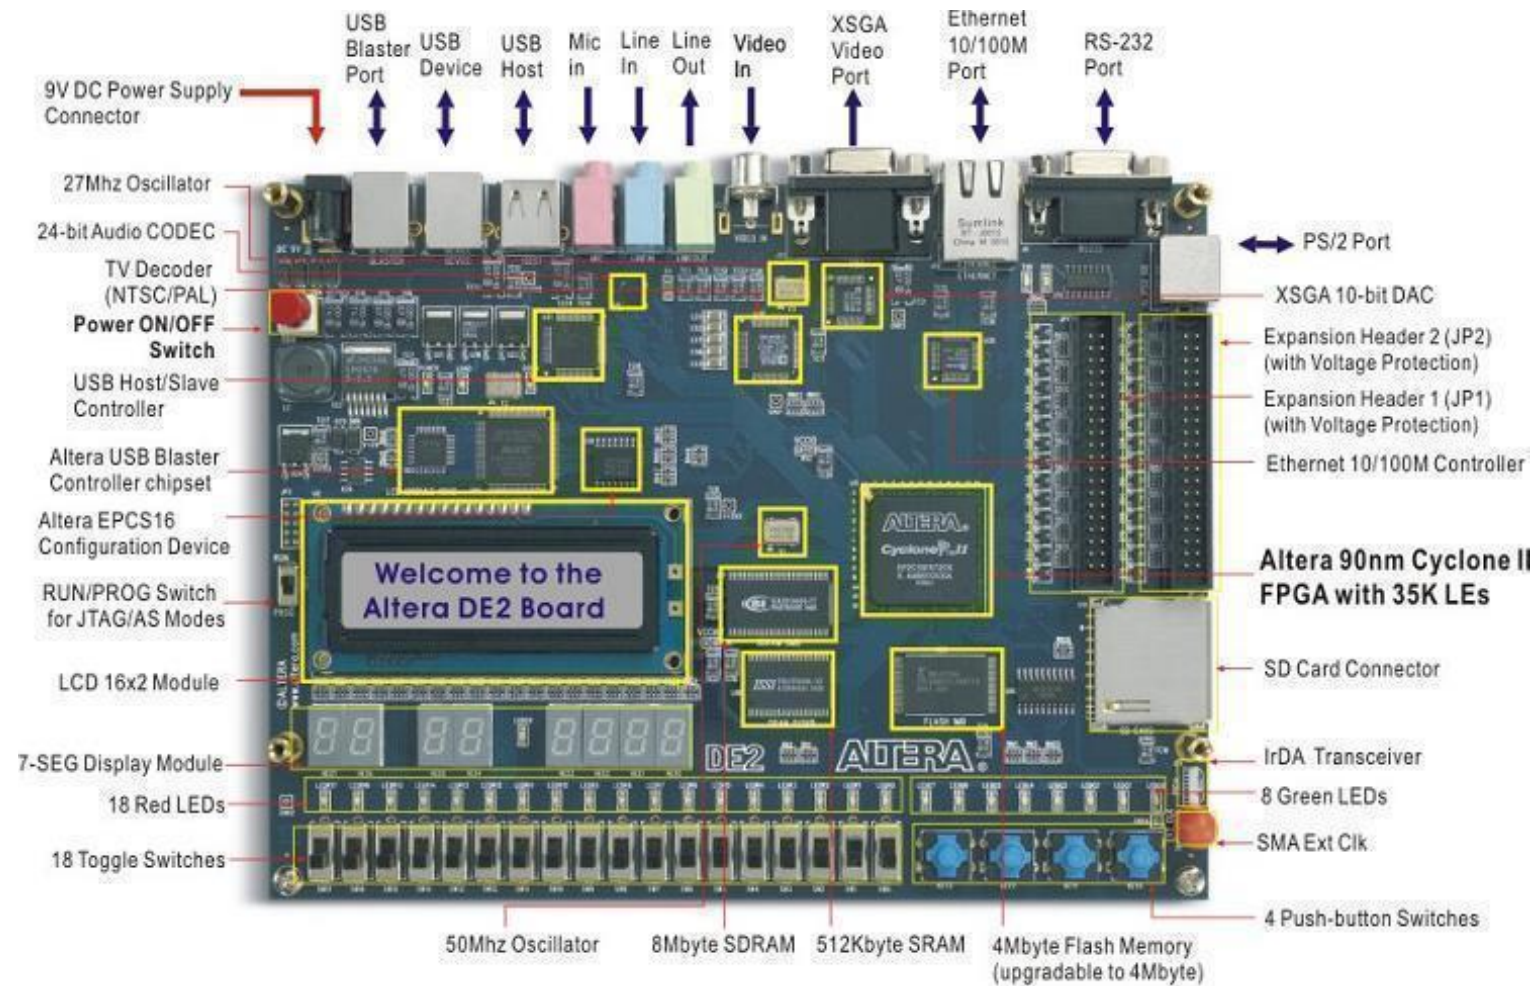 USB
Blaster
Port
USB
Device
USB
Host
Mic
in
Line
In
Line
Out
Video
In
XSGA
Video
Port
Ethernet
10/100M
Port
RS-232
Port
9V DC Power Supply
Connector
27Mhz Oscillator
24-bit Audio CODEC
TV Decoder
(NTSC/PAL)
Power ON/OFF
Switch
USB Host/Slave
Controller
Altera USB Blaster
Controller chipset
Altera EPCS16
Configuration Device
RUN/PROG Switch
for JTAG/AS Modes
LCD 16x2 Module
7-SEG Display Module
18 Red LEDs
18 Toggle Switches
PS/2 Port
XSGA 10-bit DAC
Expansion Header 2 (JP2)
(with Voltage Protection)
Expansion Header 1 (JP1)
(with Voltage Protection)
Ethernet 10/100M Controller
Altera 90nm Cyclone II
FPGA with 35K LEs
SD Card Connector
IrDA Transceiver
8 Green LEDs
SMA Ext Clk
4 Push-button Switches
50Mhz Oscillator
8Mbyte SDRAM
512Kbyte SRAM
4Mbyte Flash Memory
(upgradable to 4Mbyte)
Welcome to the
Altera DE2 Board
ALTERA®
Cyclone II
ISSI
DE2
ALTERA®
RUN
©ALTERA